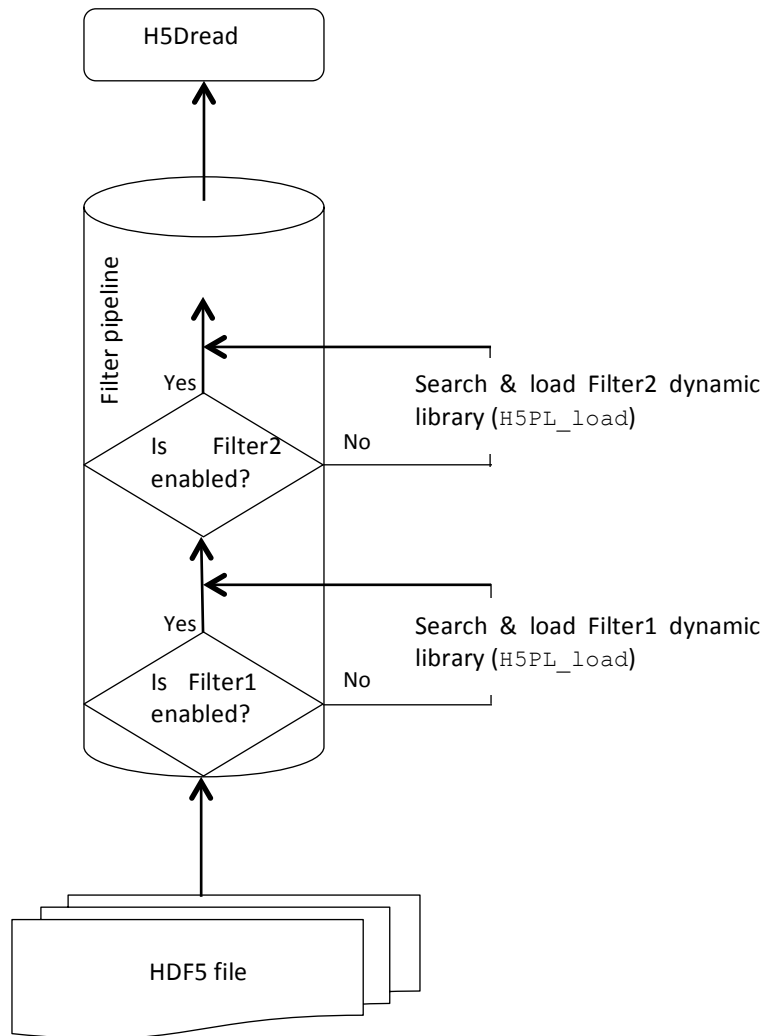 H5Dread
Filter pipeline
Yes
Search & load Filter2 dynamic
library (H5PL_load)
Is Filter2
enabled?
No
Yes
Search & load Filter1 dynamic
library (H5PL_load)
Is Filter1
enabled?
No
HDF5 file